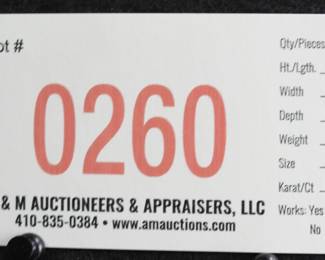 ot #
0260
& M AUCTIONEERS & APPRAISERS, LLC
410-835-0384 • www.amauctions.com
Qty/Pieces
Ht./Lgth.
Width
Depth
Weight
Size
Karat/Ct
Works: Yes
No